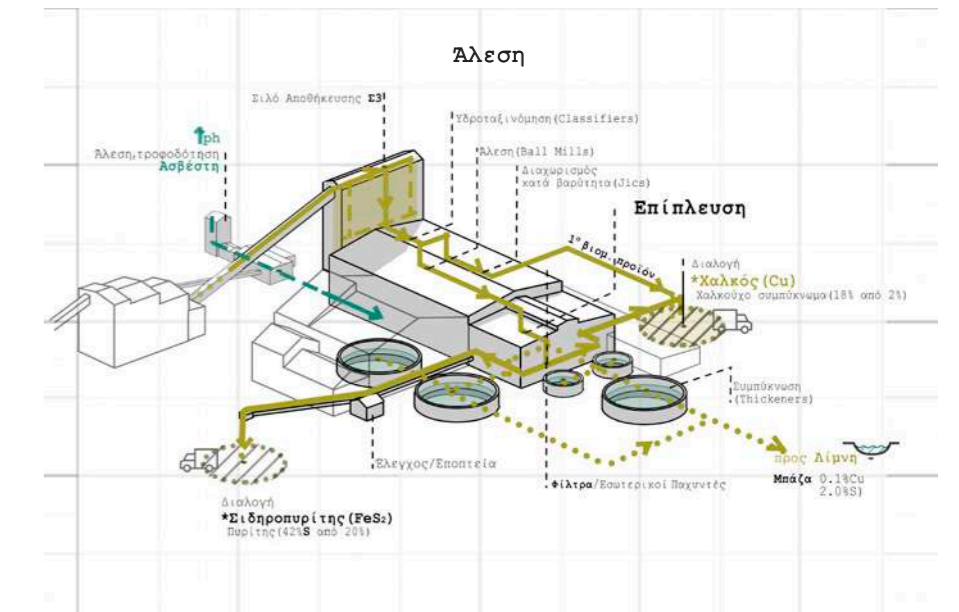 Άλεση
Σιλό Αποθήκευσης Σ3
Υδροταξινόμηση(Classifiers)
ph
Άλεση,τροφοδότηση
Ασβέστη
Άλεση(Ball Mills)
Διαχωρισμός
κατά βαρύτητα(Jics)
Επίπλευση
1ο βιομ. προϊόν
Διαλογή
*Χαλκός(Cu)
Χαλκούχο συμπύκνωμα(18% από 2%)
Συμπύκνωση
(Thickeners)
προς Λίμνη
Μπάζα 0.1%Cu
2.0%S)
Έλεγχος/Εποπτεία
Φίλτρα/Εσωτερικοί Παχυντές
Διαλογή
*Σιδηροπυρίτης(FeS2)
Πυρίτης(42%S από 20%)